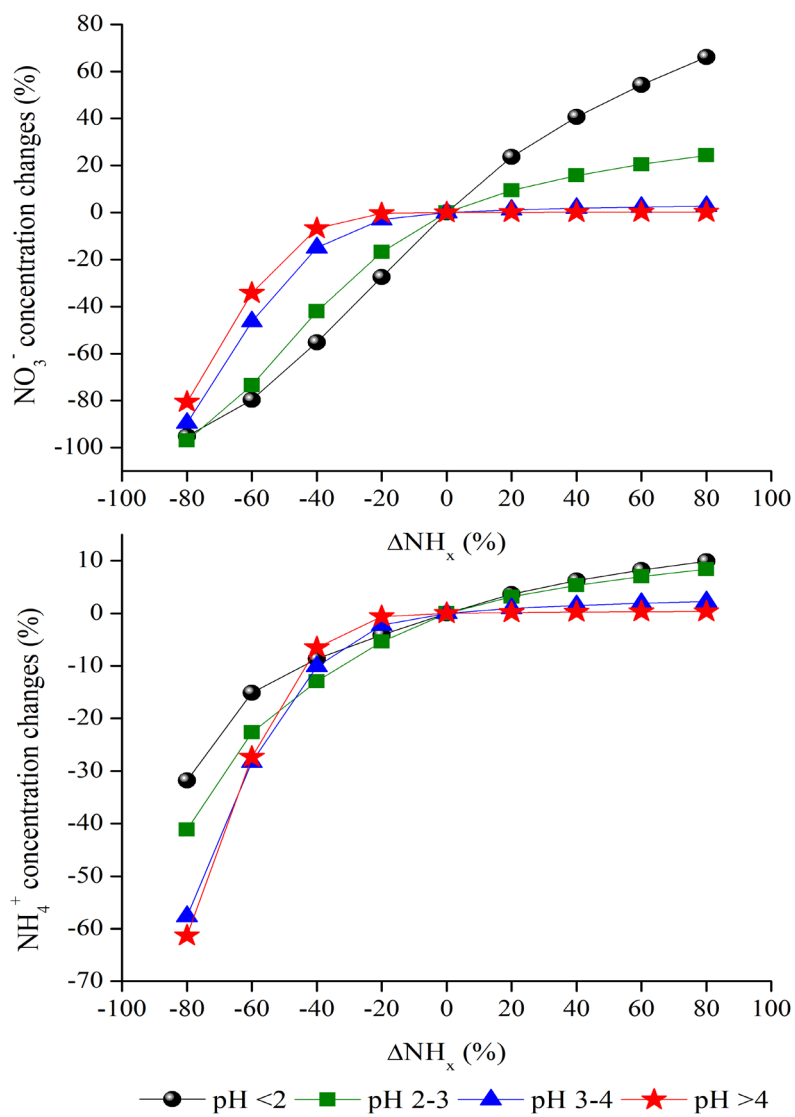 80
60
40
20
0
-20
-40
-60
-80
-100
NO₃⁻ concentration changes (%)
-100 -80 -60 -40 -20 0 20 40 60 80 100
ΔNHₓ (%)
10
0
-10
-20
-30
-40
-50
-60
-70
NH₄⁺ concentration changes (%)
-100 -80 -60 -40 -20 0 20 40 60 80 100
ΔNHₓ (%)
pH <2 pH 2-3 pH 3-4 pH >4